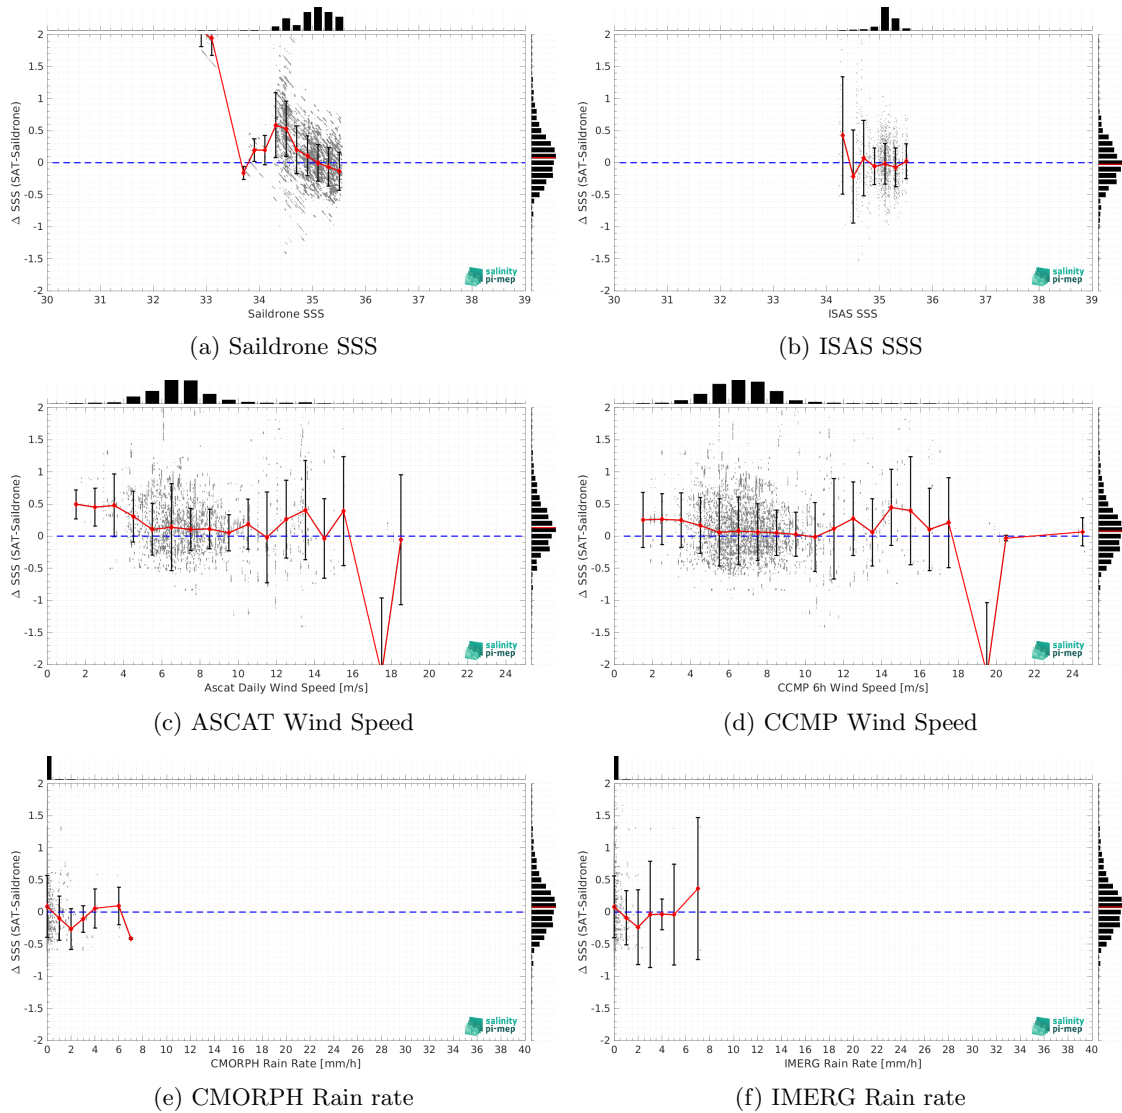 2
1.5
1
0.5
0
-0.5
-1
-1.5
-2
Δ SSS (SAT-Saildrone)
30 31 32 33 34 35 36 37 38 39
Saildrone SSS
salinity
pi-mep
(a) Saildrone SSS
2
1.5
1
0.5
0
-0.5
-1
-1.5
-2
Δ SSS (SAT-Saildrone)
30 31 32 33 34 35 36 37 38 39
ISAS SSS
salinity
pi-mep
(b) ISAS SSS
2
1.5
1
0.5
0
-0.5
-1
-1.5
-2
Δ SSS (SAT-Saildrone)
0 2 4 6 8 10 12 14 16 18 20 22 24
Ascat Daily Wind Speed [m/s]
salinity
pi-mep
(c) ASCAT Wind Speed
2
1.5
1
0.5
0
-0.5
-1
-1.5
-2
Δ SSS (SAT-Saildrone)
0 2 4 6 8 10 12 14 16 18 20 22 24
CCMP 6h Wind Speed [m/s]
salinity
pi-mep
(d) CCMP Wind Speed
2
1.5
1
0.5
0
-0.5
-1
-1.5
-2
Δ SSS (SAT-Saildrone)
0 2 4 6 8 10 12 14 16 18 20 22 24 26 28 30 32 34 36 38 40
CMORPH Rain Rate [mm/h]
salinity
pi-mep
(e) CMORPH Rain rate
2
1.5
1
0.5
0
-0.5
-1
-1.5
-2
Δ SSS (SAT-Saildrone)
0 2 4 6 8 10 12 14 16 18 20 22 24 26 28 30 32 34 36 38 40
IMERG Rain Rate [mm/h]
salinity
pi-mep
(f) IMERG Rain rate